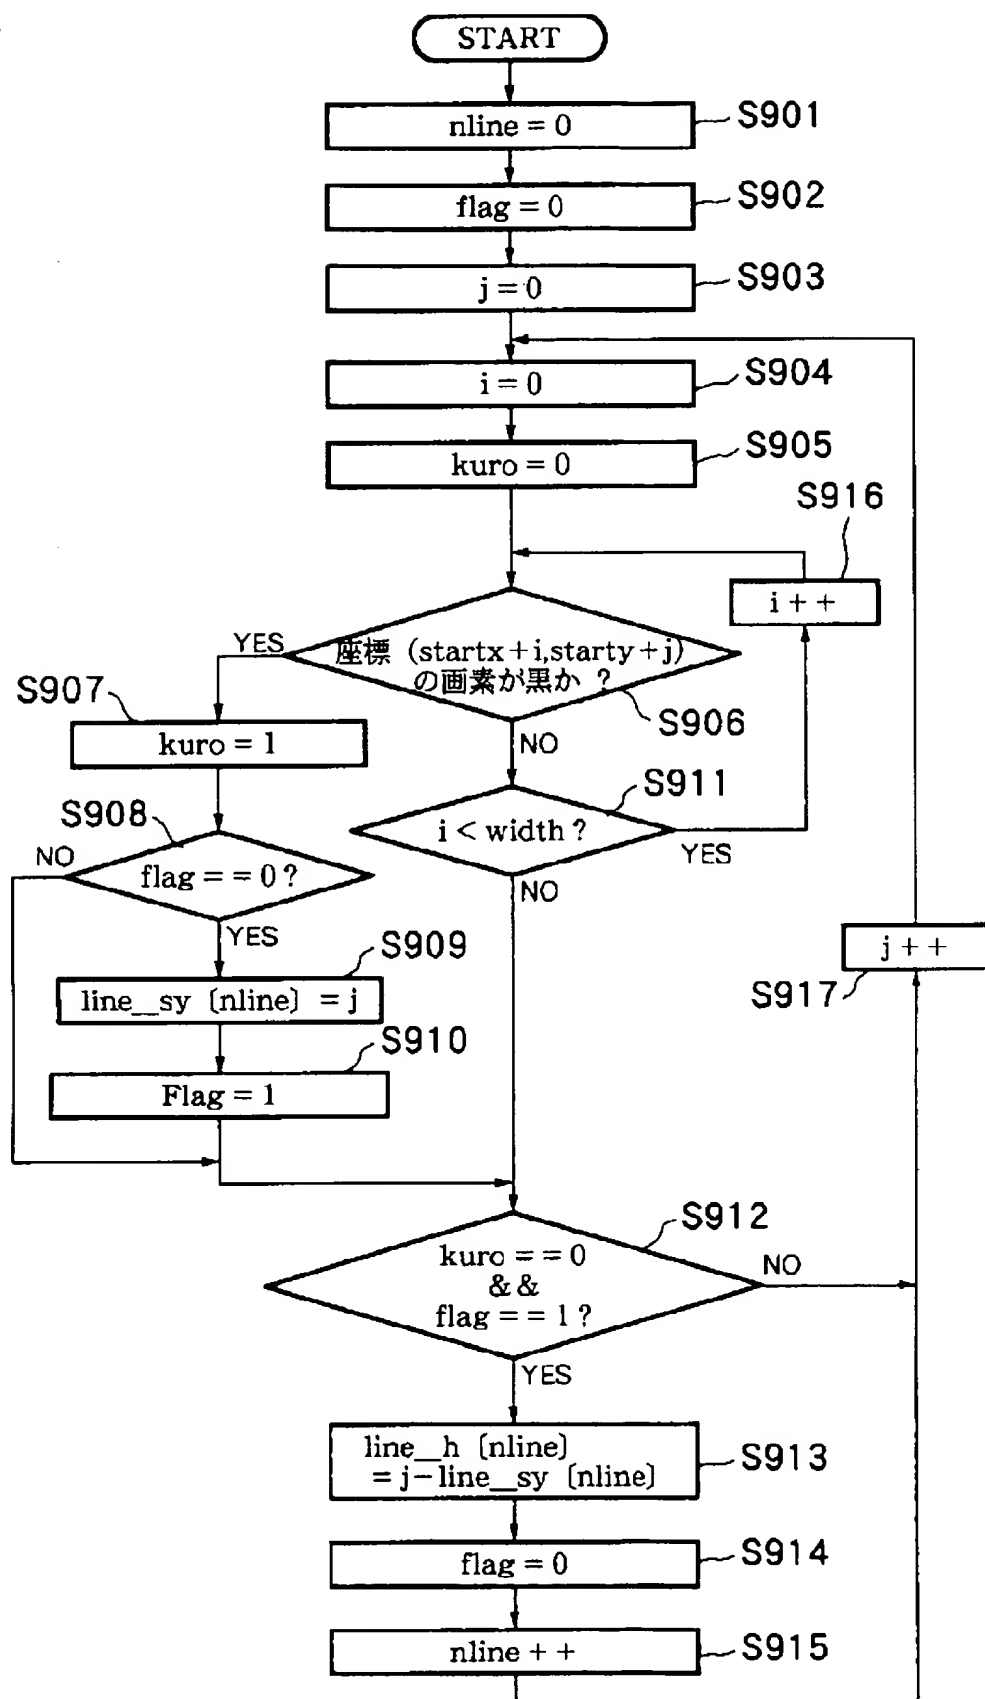 START
nline = 0
S901
flag = 0
S902
j = 0
S903
i = 0
S904
kuro = 0
S905
S916
i + +
YES
座標 (startx+i,starty+j)
の画素が黒か ?
S906
NO
S907
kuro = 1
S911
i < width ?
YES
NO
S908
NO
flag = = 0 ?
YES
S909
line__sy〔nline〕= j
S910
Flag = 1
j + +
S917
S912
kuro = = 0
& &
flag = = 1 ?
NO
YES
line__h〔nline〕
= j-line__sy〔nline〕
S913
flag = 0
S914
nline + +
S915